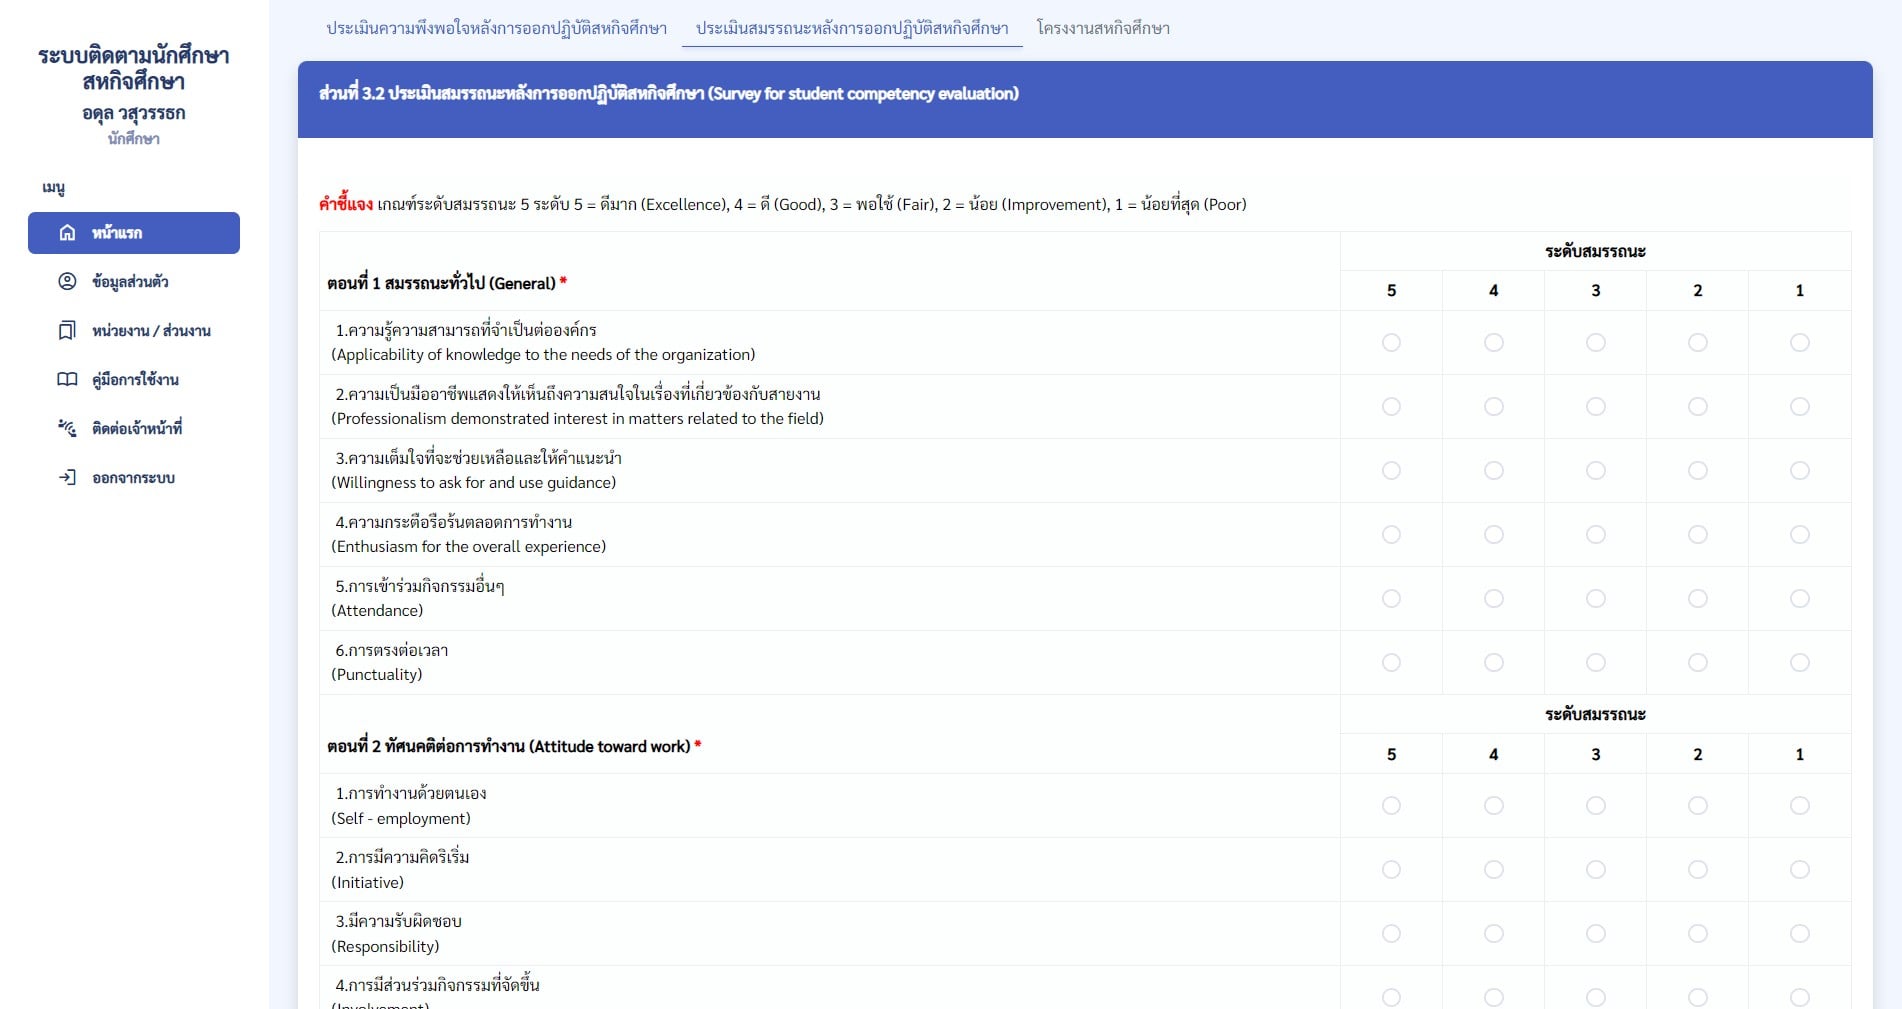 ระบบติดตามนักศึกษา
สหกิจศึกษา
อดุล วสุวรรธก
นักศึกษา
เมนู
หน้าแรก
ข้อมูลส่วนตัว
หน่วยงาน / ส่วนงาน
คู่มือการใช้งาน
ติดต่อเจ้าหน้าที่
ออกจากระบบ
ประเมินความพึงพอใจหลังการออกปฏิบัติสหกิจศึกษา ประเมินสมรรถนะหลังการออกปฏิบัติสหกิจศึกษา โครงงานสหกิจศึกษา
ส่วนที่ 3.2 ประเมินสมรรถนะหลังการออกปฏิบัติสหกิจศึกษา (Survey for student competency evaluation)
คำชี้แจง เกณฑ์ระดับสมรรถนะ 5 ระดับ 5 = ดีมาก (Excellence), 4 = ดี (Good), 3 = พอใช้ (Fair), 2 = น้อย (Improvement), 1 = น้อยที่สุด (Poor)
ตอนที่ 1 สมรรถนะทั่วไป (General) *
ระดับสมรรถนะ
5 4 3 2 1
1.ความรู้ความสามารถที่จำเป็นต่อองค์กร
(Applicability of knowledge to the needs of the organization)
2.ความเป็นมืออาชีพแสดงให้เห็นถึงความสนใจในเรื่องที่เกี่ยวข้องกับสายงาน
(Professionalism demonstrated interest in matters related to the field)
3.ความเต็มใจที่จะช่วยเหลือและให้คำแนะนำ
(Willingness to ask for and use guidance)
4.ความกระตือรือร้นตลอดการทำงาน
(Enthusiasm for the overall experience)
5.การเข้าร่วมกิจกรรมอื่นๆ
(Attendance)
6.การตรงต่อเวลา
(Punctuality)
ตอนที่ 2 ทัศนคติต่อการทำงาน (Attitude toward work) *
ระดับสมรรถนะ
5 4 3 2 1
1.การทำงานด้วยตนเอง
(Self - employment)
2.การมีความคิดริเริ่ม
(Initiative)
3.มีความรับผิดชอบ
(Responsibility)
4.การมีส่วนร่วมกิจกรรมที่จัดขึ้น
(Involvement)